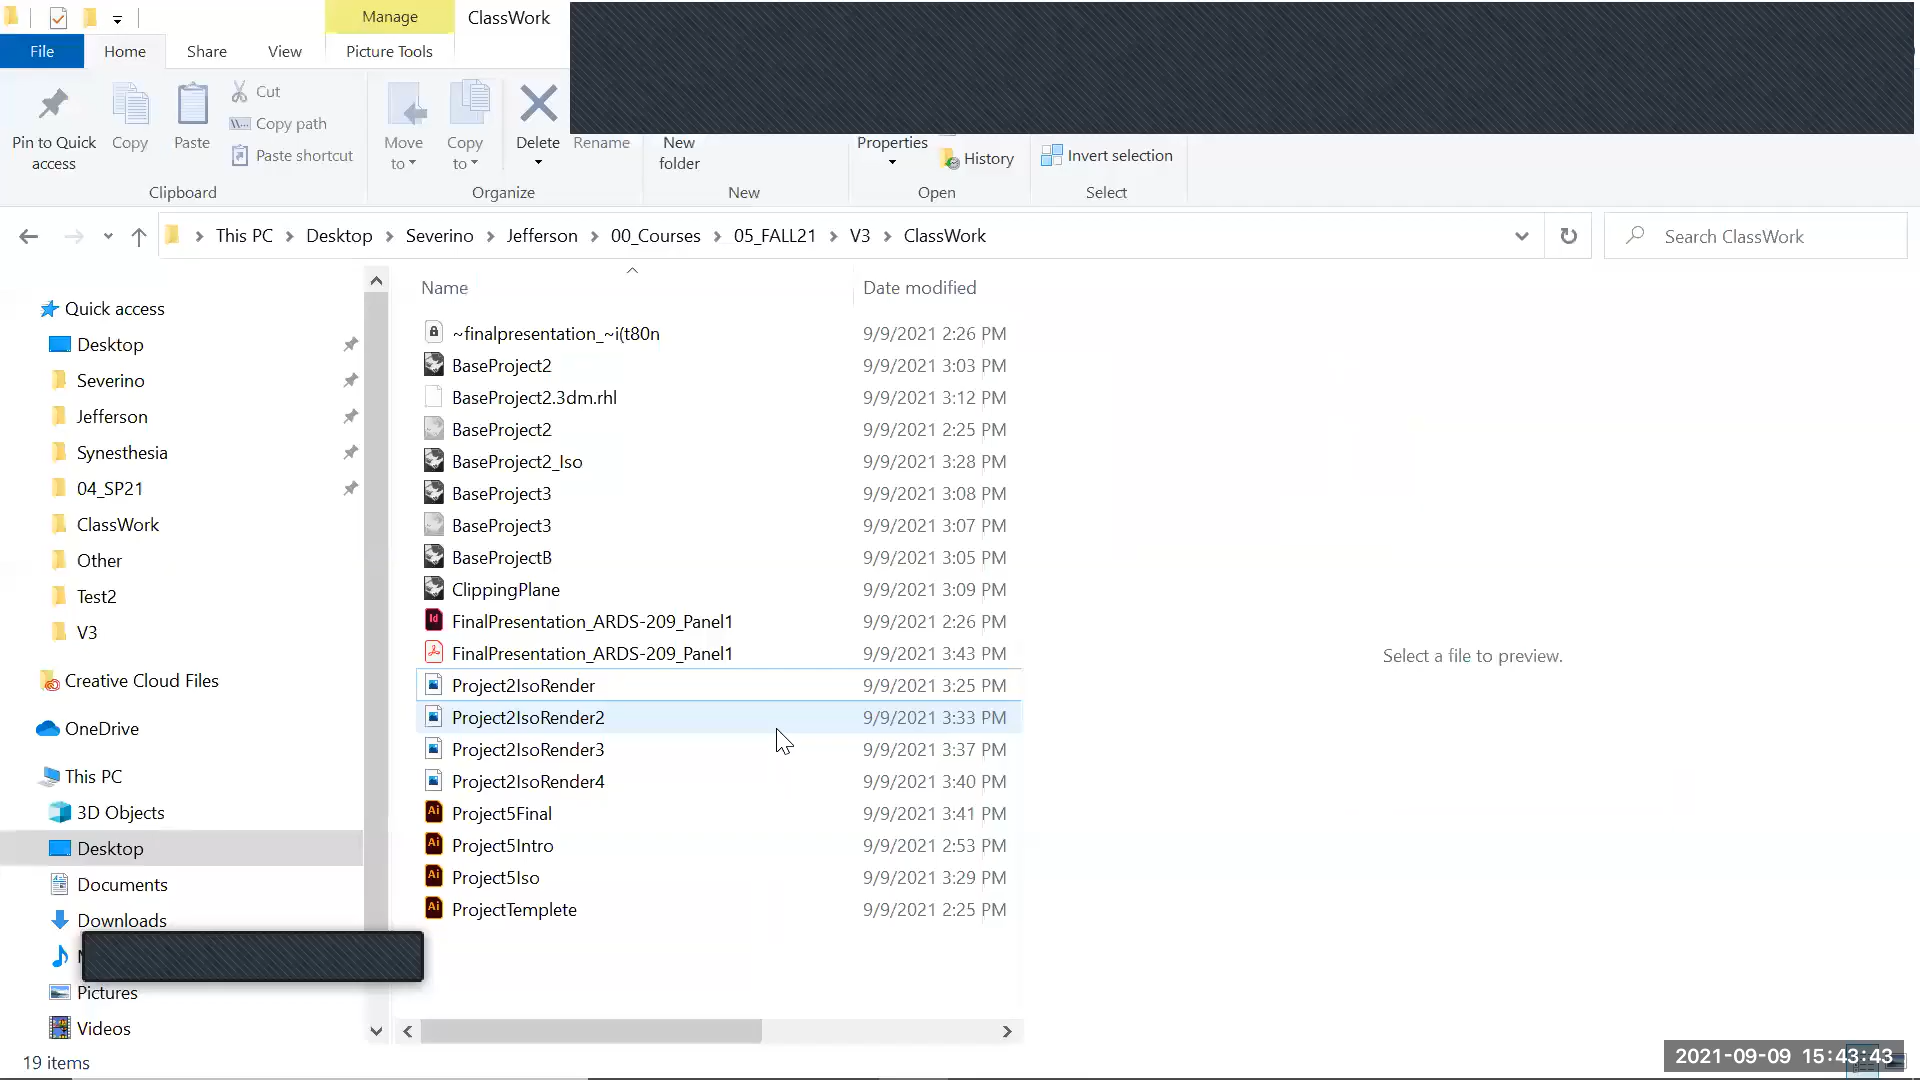 Manage
ClassWork
File
Home
Share
View
Picture Tools
Pin to Quick access
Copy
Paste
Cut
Copy path
Paste shortcut
Move to
Copy to
Delete
Rename
New folder
Properties
History
Invert selection
Clipboard
Organize
New
Open
Select
This PC > Desktop > Severino > Jefferson > 00_Courses > 05_FALL21 > V3 > ClassWork
Search ClassWork
Quick access
Desktop
Severino
Jefferson
Synesthesia
04_SP21
ClassWork
Other
Test2
V3
Creative Cloud Files
OneDrive
This PC
3D Objects
Desktop
Documents
Downloads
Pictures
Videos
Name Date modified
~finalpresentation_~i(t80n 9/9/2021 2:26 PM
BaseProject2 9/9/2021 3:03 PM
BaseProject2.3dm.rhl 9/9/2021 3:12 PM
BaseProject2 9/9/2021 2:25 PM
BaseProject2_Iso 9/9/2021 3:28 PM
BaseProject3 9/9/2021 3:08 PM
BaseProject3 9/9/2021 3:07 PM
BaseProjectB 9/9/2021 3:05 PM
ClippingPlane 9/9/2021 3:09 PM
FinalPresentation_ARDS-209_Panel1 9/9/2021 2:26 PM
FinalPresentation_ARDS-209_Panel1 9/9/2021 3:43 PM
Project2IsoRender 9/9/2021 3:25 PM
Project2IsoRender2 9/9/2021 3:33 PM
Project2IsoRender3 9/9/2021 3:37 PM
Project2IsoRender4 9/9/2021 3:40 PM
Project5Final 9/9/2021 3:41 PM
Project5Intro 9/9/2021 2:53 PM
Project5Iso 9/9/2021 3:29 PM
ProjectTemplete 9/9/2021 2:25 PM
Select a file to preview.
19 items
2021-09-09 15:43:43